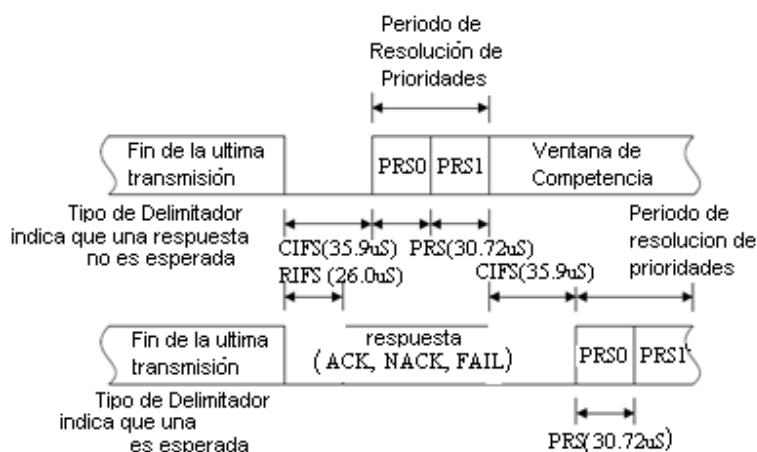 Periodo de
Resolución de
Prioridades
Fin de la ultima
transmisión
PRS0
PRS1
Ventana de
Competencia
Tipo de Delimitador
indica que una respuesta
no es esperada
CIFS(35.9uS)
PRS(30.72uS)
Periodo de
resolucion de
prioridades
RIFS (26.0uS)
CIFS(35.9uS)
Fin de la ultima
transmisión
respuesta
( ACK, NACK, FAIL)
PRS0
PRS1
Tipo de Delimitador
indica que una
es esperada
PRS(30.72uS)